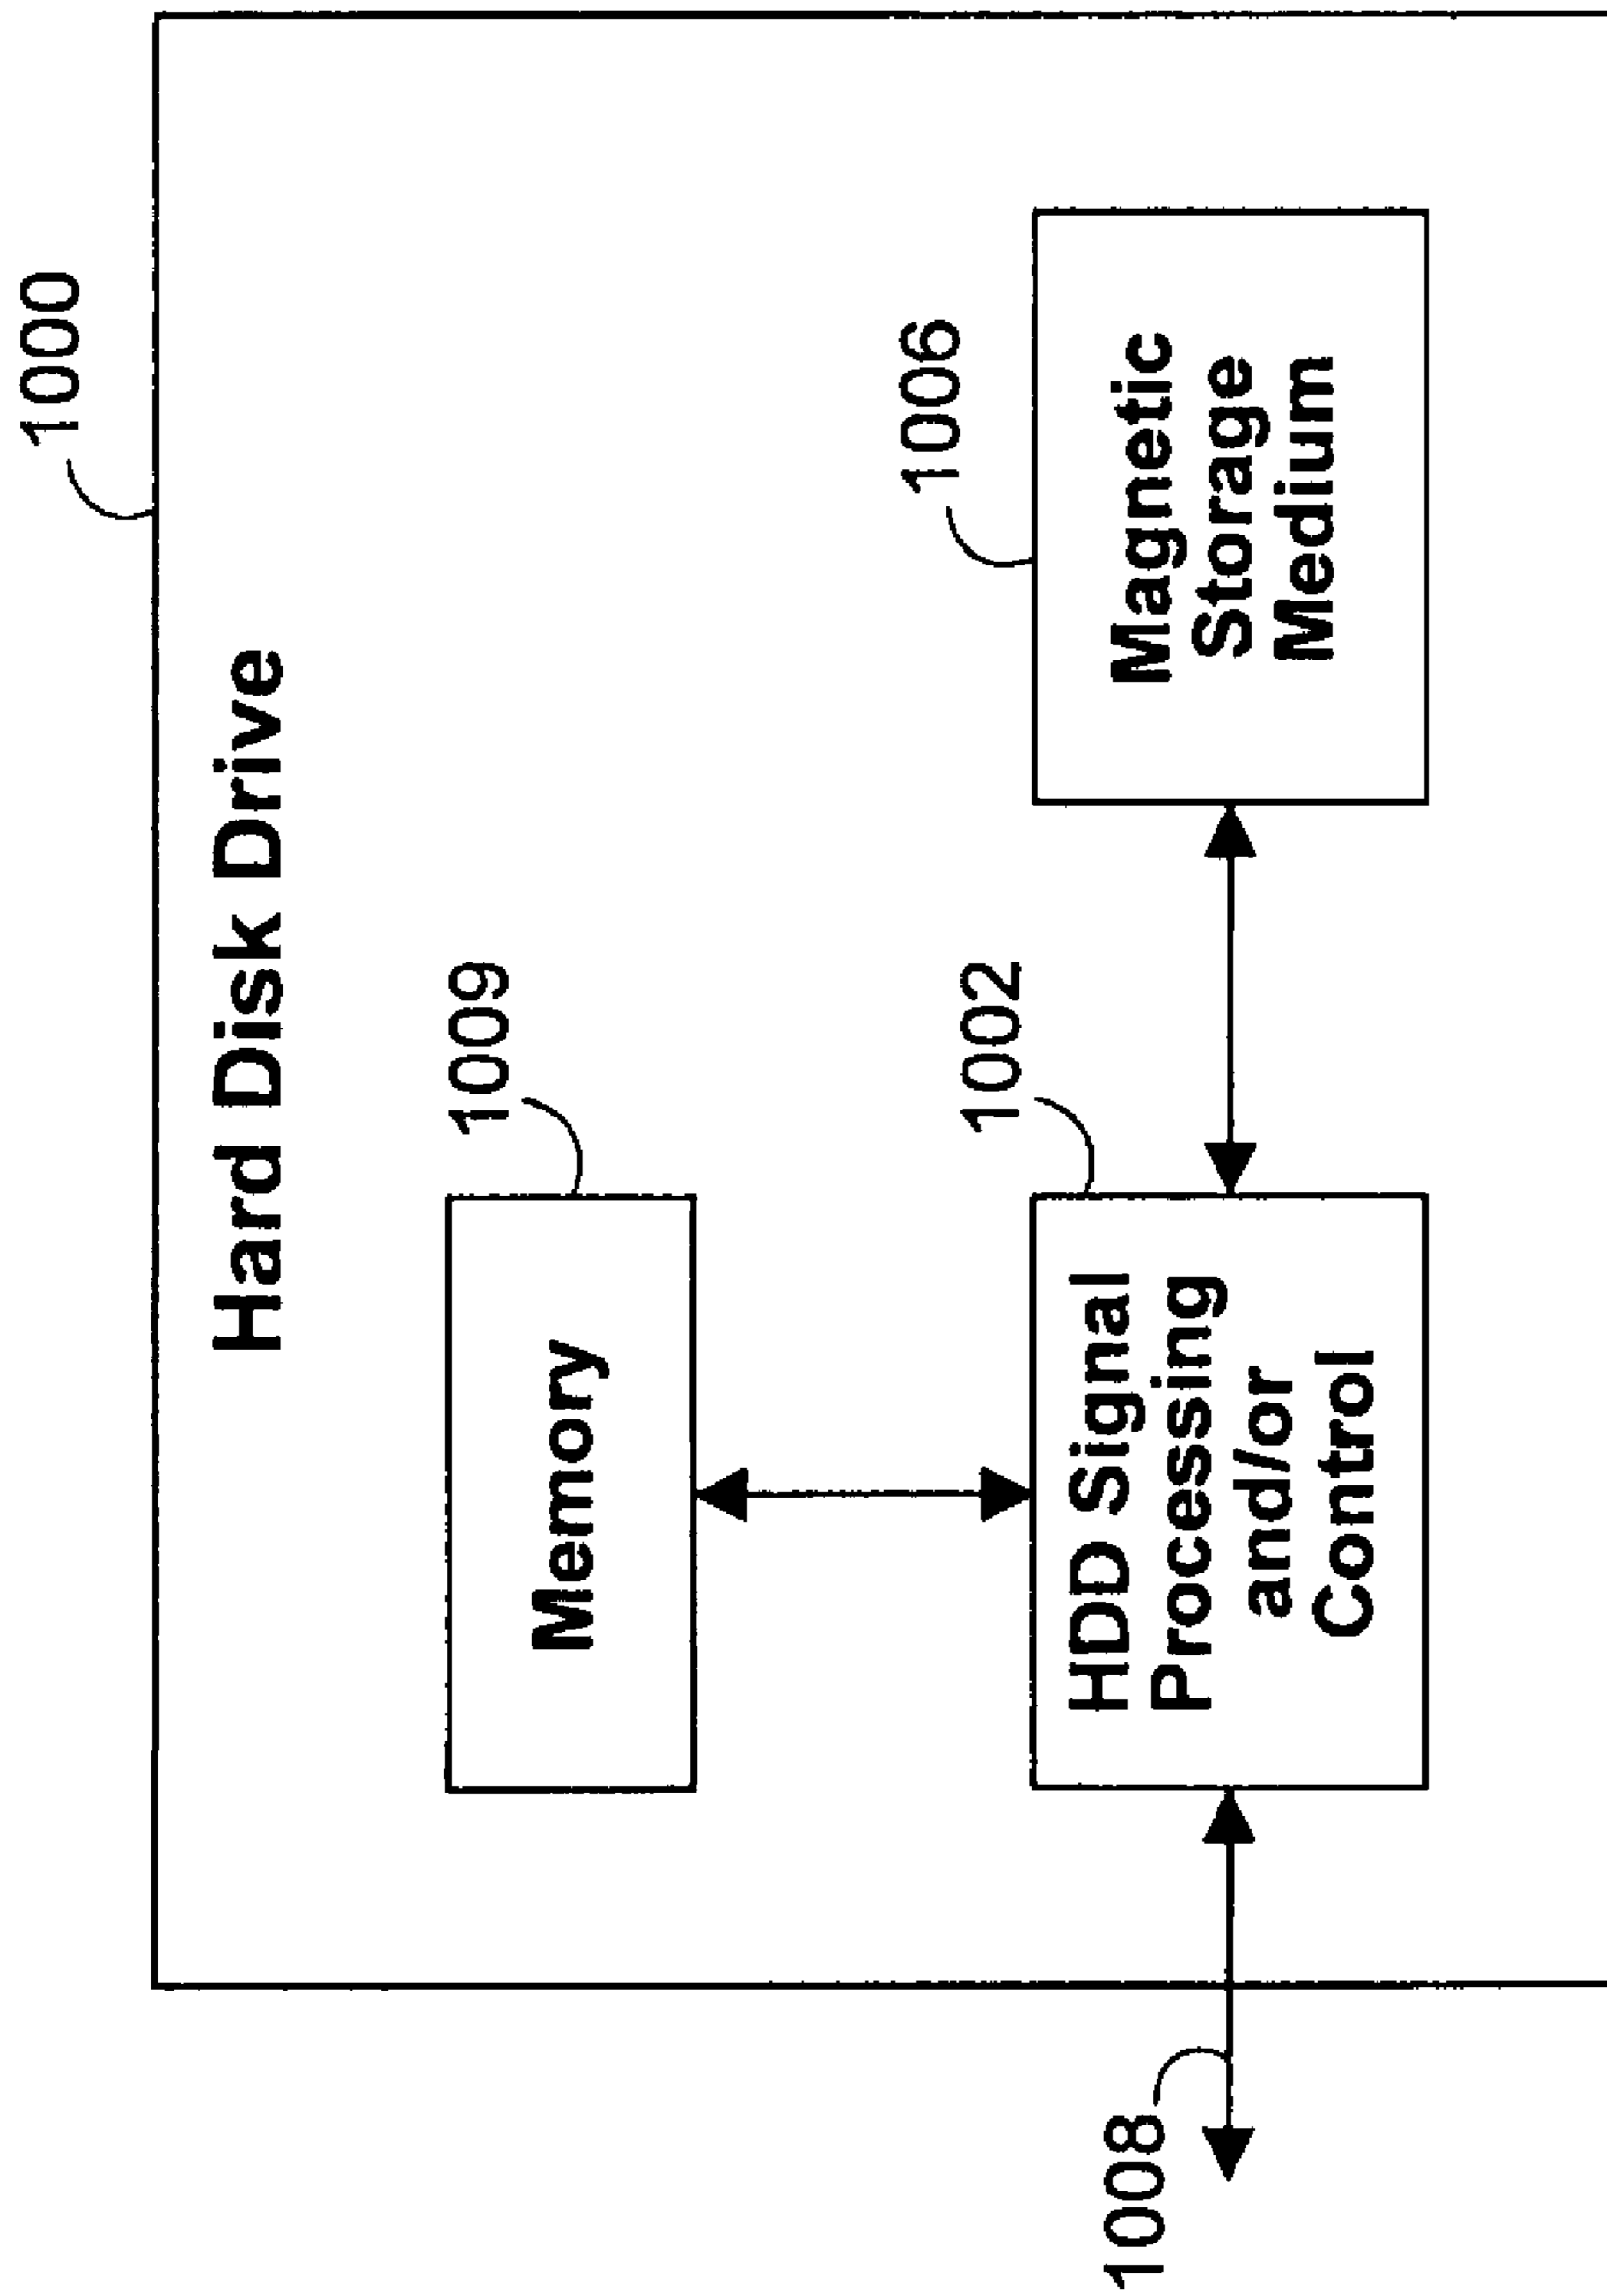 1000
Hard Disk Drive
1009
Memory
1002
HDD Signal
Processing
and/or
Control
1006
Magnetic
Storage
Medium
1008